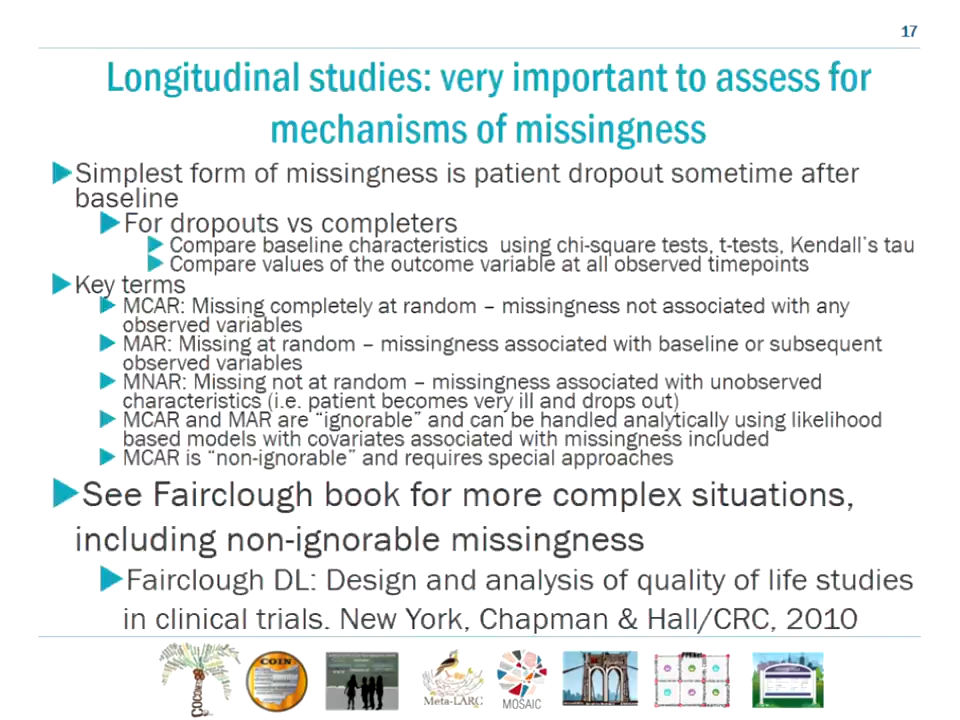 17
Longitudinal studies: very important to assess for
mechanisms of missingness
Simplest form of missingness is patient dropout sometime after
baseline
For dropouts vs completers
Compare baseline characteristics using chi-square tests, t-tests, Kendall's tau
Compare values of the outcome variable at all observed timepoints
Key terms
MCAR: Missing completely at random – missingness not associated with any
observed variables
MAR: Missing at random – missingness associated with baseline or subsequent
observed variables
MNAR: Missing not at random – missingness associated with unobserved
characteristics (i.e. patient becomes very ill and drops out)
MCAR and MAR are “ignorable” and can be handled analytically using likelihood
based models with covariates associated with missingness included
MCAR is “non-ignorable” and requires special approaches
See Fairclough book for more complex situations,
including non-ignorable missingness
Fairclough DL: Design and analysis of quality of life studies
in clinical trials. New York, Chapman & Hall/CRC, 2010
COIN
Meta-LARC
MOSAIC